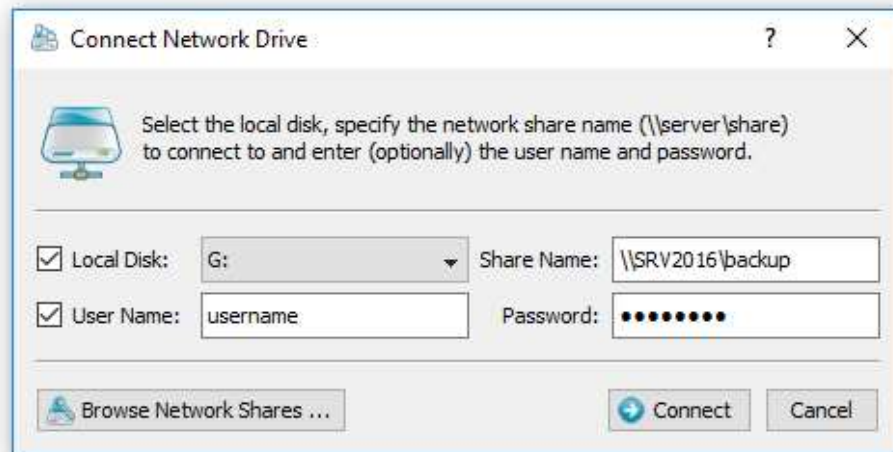 Connect Network Drive ?
Select the local disk, specify the network share name (\\server\share)
to connect to and enter (optionally) the user name and password.
Local Disk: G: Share Name: \\SRV2016\backup
User Name: username Password: ●●●●●●●●
Browse Network Shares ... Connect Cancel